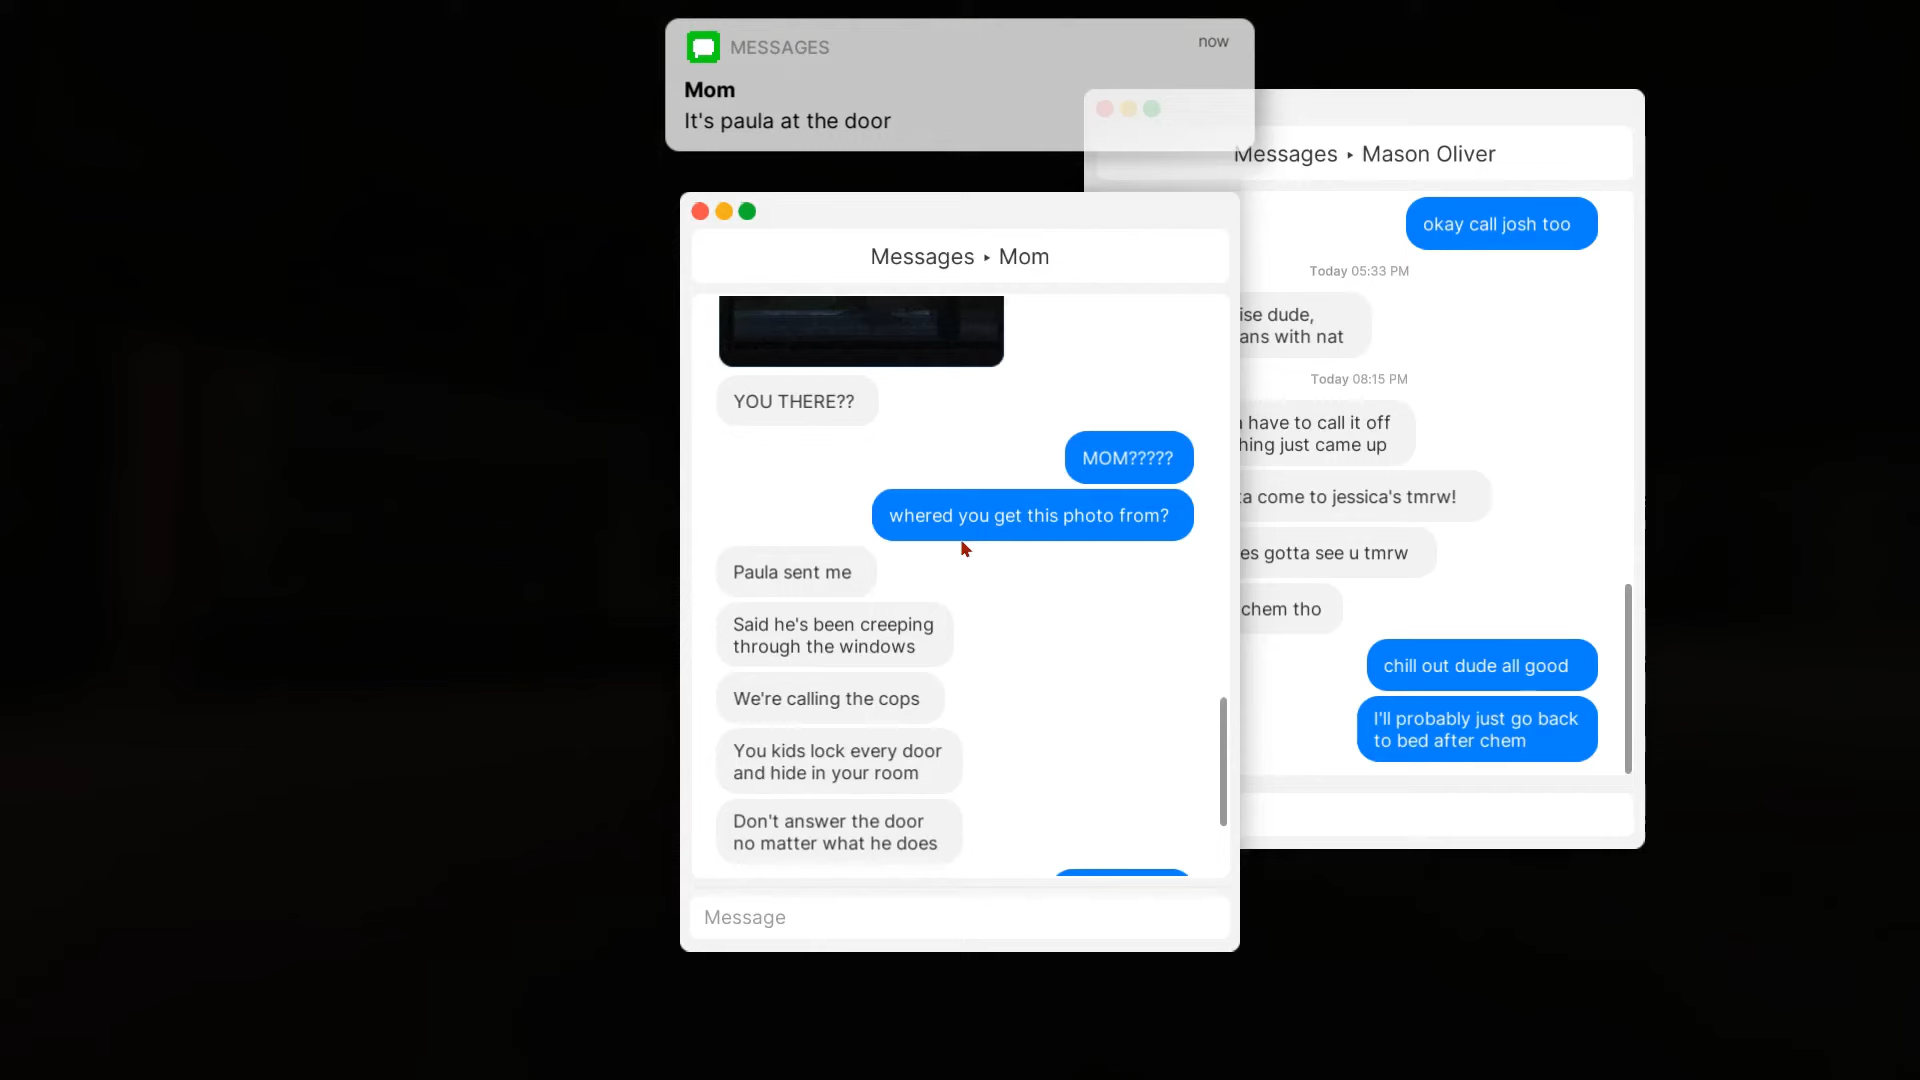 MESSAGES
now
Mom
It's paula at the door
Messages ▸ Mom
YOU THERE??
MOM?????
whered you get this photo from?
Paula sent me
Said he's been creeping
through the windows
We're calling the cops
You kids lock every door
and hide in your room
Don't answer the door
no matter what he does
Message
Messages ▸ Mason Oliver
okay call josh too
Today 05:33 PM
dude,
with nat
Today 08:15 PM
have to call it off
just came up
come to jessica's tmrw!
gotta see u tmrw
chem tho
chill out dude all good
I'll probably just go back
to bed after chem